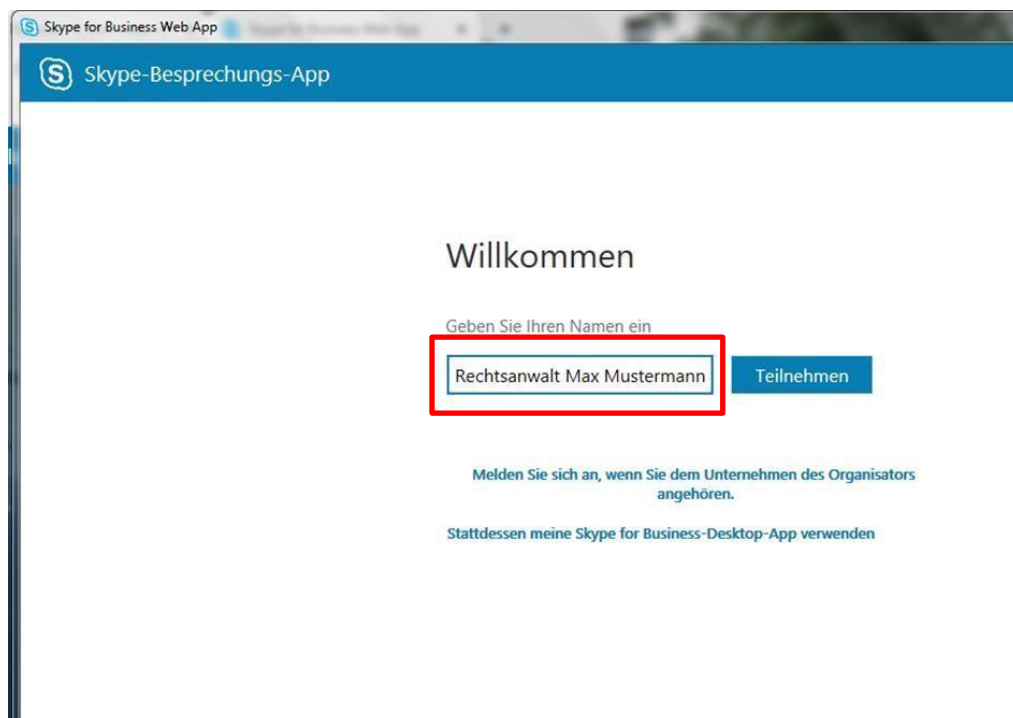 Skype for Business Web App
Skype-Besprechungs-App
Willkommen
Geben Sie Ihren Namen ein
Rechtsanwalt Max Mustermann
Teilnehmen
Melden Sie sich an, wenn Sie dem Unternehmen des Organisators
angehören.
Stattdessen meine Skype for Business-Desktop-App verwenden